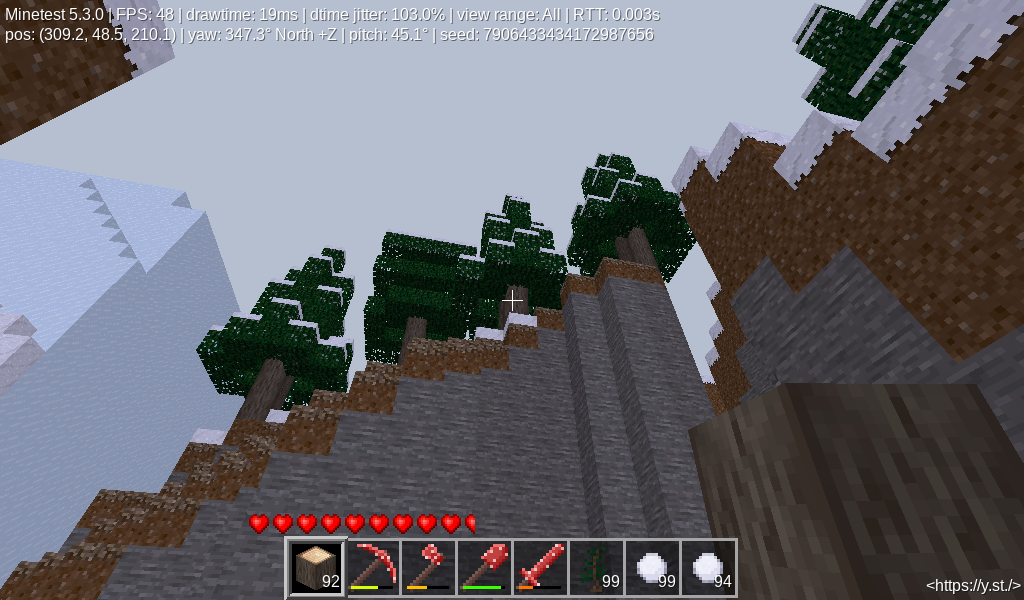 Minetest 5.3.0 | FPS: 48 | drawtime: 19ms | dtime jitter: 103.0% | view range: All | RTT: 0.003s
pos: (309.2, 48.5, 210.1) | yaw: 347.3° North +Z | pitch: 45.1° | seed: 7906433434172987656
92 99 99 94
<https://y.st./>